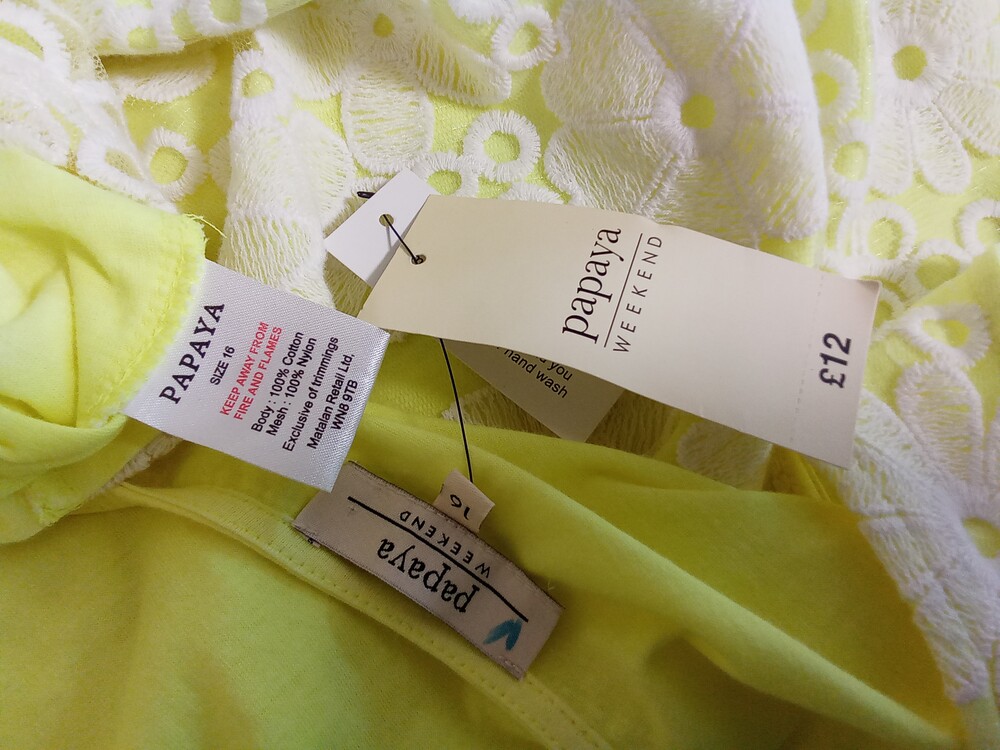 PAPAYA
SIZE 16
KEEP AWAY FROM
FIRE AND FLAMES
Body : 100% Cotton
Mesh : 100% Nylon
Exclusive of trimmings
Matalan Retail Ltd.
WN8 9TB
papaya
WEEKEND
£12
you
hand wash
16
papaya
WEEKEND